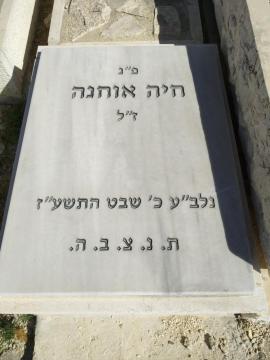 פ״נ
חיה אוחנה
ז״ל
נלב״ע כ׳ שבט התשע״ז
ת. נ. צ. ב. ה.